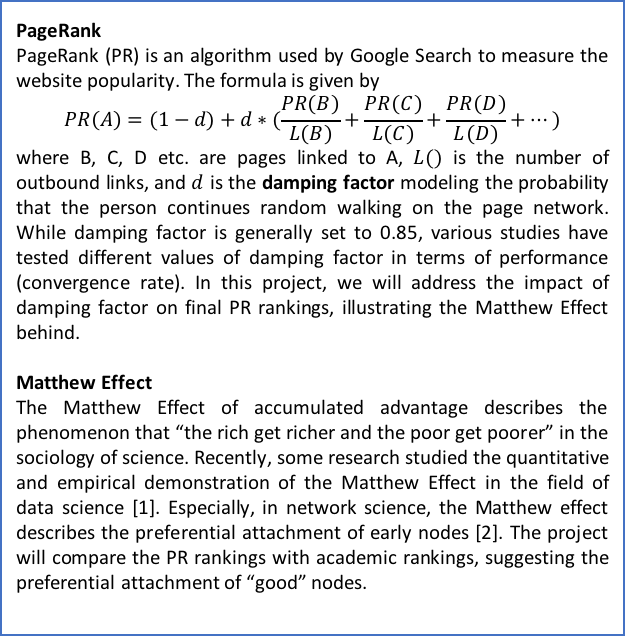 PageRank
PageRank (PR) is an algorithm used by Google Search to measure the
website popularity. The formula is given by
PR(A) = (1 − d) + d ∗ (PR(B)/L(B) + PR(C)/L(C) + PR(D)/L(D) + ⋯ )
where B, C, D etc. are pages linked to A, L() is the number of
outbound links, and d is the damping factor modeling the probability
that the person continues random walking on the page network.
While damping factor is generally set to 0.85, various studies have
tested different values of damping factor in terms of performance
(convergence rate). In this project, we will address the impact of
damping factor on final PR rankings, illustrating the Matthew Effect
behind.
Matthew Effect
The Matthew Effect of accumulated advantage describes the
phenomenon that “the rich get richer and the poor get poorer” in the
sociology of science. Recently, some research studied the quantitative
and empirical demonstration of the Matthew Effect in the field of
data science [1]. Especially, in network science, the Matthew effect
describes the preferential attachment of early nodes [2]. The project
will compare the PR rankings with academic rankings, suggesting the
preferential attachment of “good” nodes.